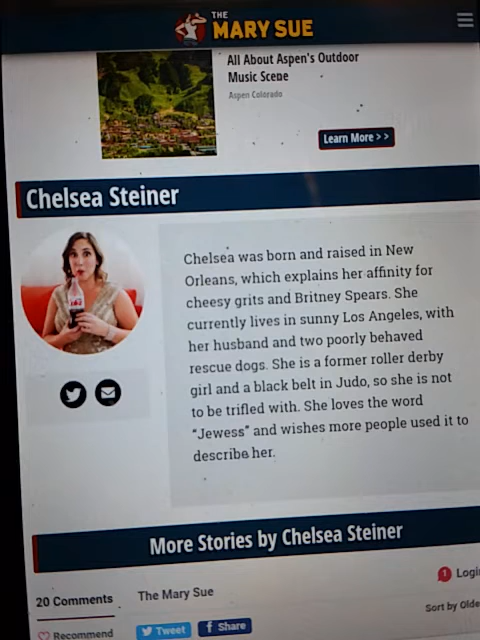 THE
MARY SUE
All About Aspen's Outdoor
Music Scene
Aspen Colorado
Learn More > >
Chelsea Steiner
Chelsea was born and raised in New
Orleans, which explains her affinity for
cheesy grits and Britney Spears. She
currently lives in sunny Los Angeles, with
her husband and two poorly behaved
rescue dogs. She is a former roller derby
girl and a black belt in Judo, so she is not
to be trifled with. She loves the word
“Jewess” and wishes more people used it to
describe her.
More Stories by Chelsea Steiner
20 Comments
The Mary Sue
1
Logi
Recommend
Tweet
f Share
Sort by Olde